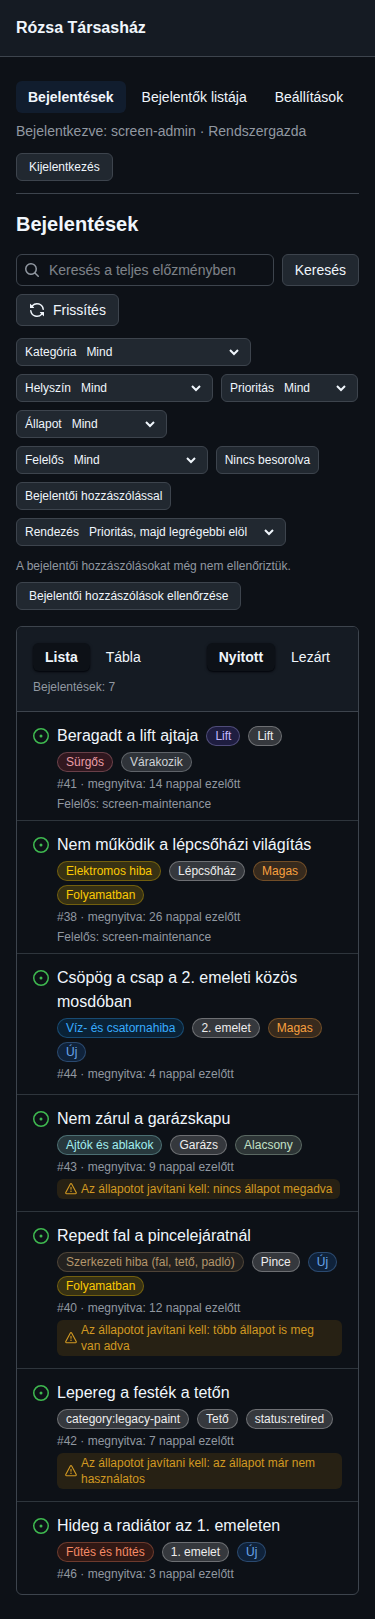 Rózsa Társasház
Bejelentések Bejelentők listája Beállítások
Bejelentkezve: screen-admin · Rendszergazda
Kijelentkezés
Bejelentések
Keresés a teljes előzményben Keresés
Frissítés
Kategória Mind
Helyszín Mind Prioritás Mind
Állapot Mind
Felelős Mind Nincs besorolva
Bejelentői hozzászólással
Rendezés Prioritás, majd legrégebbi elöl
A bejelentői hozzászólásokat még nem ellenőriztük.
Bejelentői hozzászólások ellenőrzése
Lista Tábla Nyitott Lezárt
Bejelentések: 7
Beragadt a lift ajtaja Lift Lift
Sürgős Várakozik
#41 · megnyitva: 14 nappal ezelőtt
Felelős: screen-maintenance
Nem működik a lépcsőházi világítás
Elektromos hiba Lépcsőház Magas
Folyamatban
#38 · megnyitva: 26 nappal ezelőtt
Felelős: screen-maintenance
Csöpög a csap a 2. emeleti közös
mosdóban
Víz- és csatornahiba 2. emelet Magas
Új
#44 · megnyitva: 4 nappal ezelőtt
Nem zárul a garázskapu
Ajtók és ablakok Garázs Alacsony
#43 · megnyitva: 9 nappal ezelőtt
Az állapotot javítani kell: nincs állapot megadva
Repedt fal a pincelejáratnál
Szerkezeti hiba (fal, tető, padló) Pince Új
Folyamatban
#40 · megnyitva: 12 nappal ezelőtt
Az állapotot javítani kell: több állapot is meg
van adva
Lepereg a festék a tetőn
category:legacy-paint Tető status:retired
#42 · megnyitva: 7 nappal ezelőtt
Az állapotot javítani kell: az állapot már nem
használatos
Hideg a radiátor az 1. emeleten
Fűtés és hűtés 1. emelet Új
#46 · megnyitva: 3 nappal ezelőtt